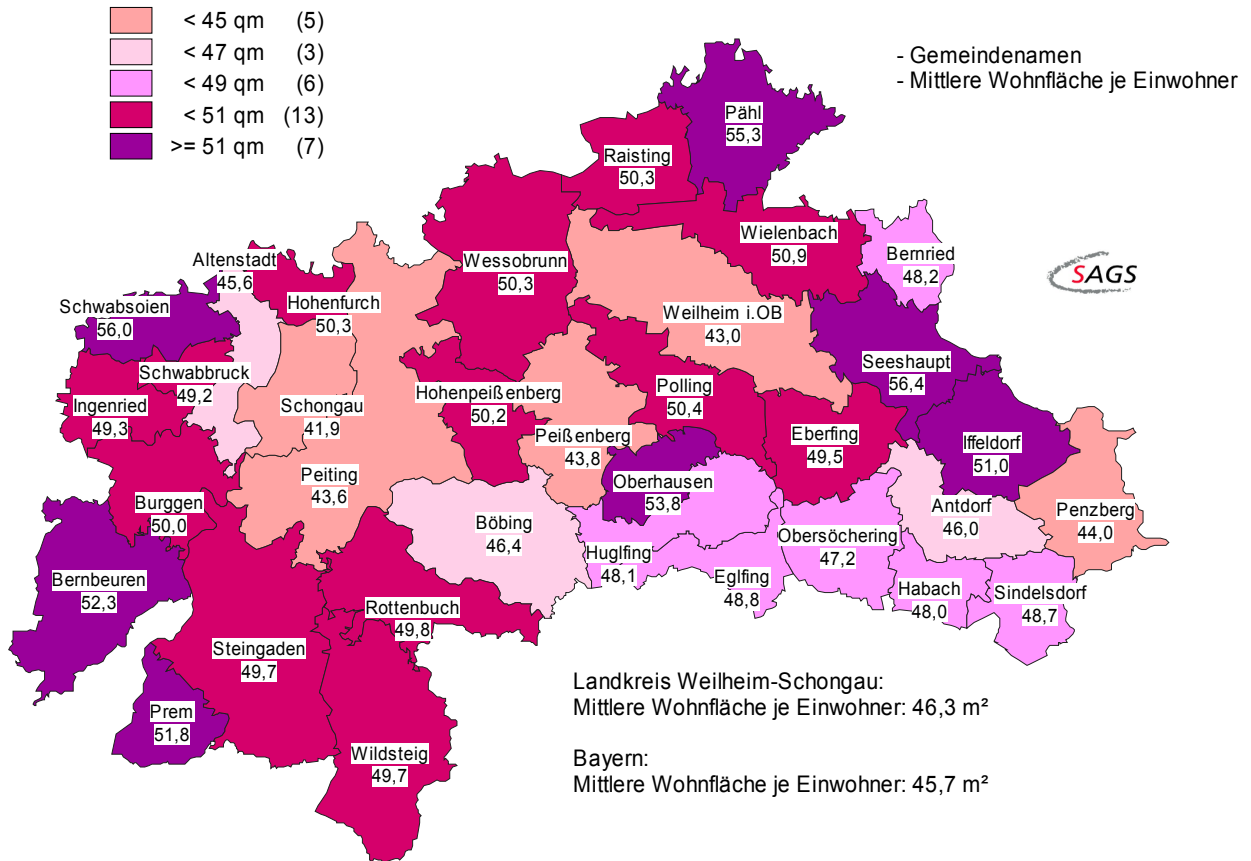 < 45 qm (5)
< 47 qm (3)
< 49 qm (6)
< 51 qm (13)
>= 51 qm (7)
- Gemeindenamen
- Mittlere Wohnfläche je Einwohner
SAGS
Pähl
55,3
Raisting
50,3
Wielenbach
50,9
Bernried
48,2
Altenstadt
45,6
Wessobrunn
50,3
Schwabsoien
56,0
Hohenfurch
50,3
Weilheim i.OB
43,0
Seeshaupt
56,4
Schwabbruck
49,2
Ingenried
49,3
Schongau
41,9
Hohenpeißenberg
50,2
Polling
50,4
Peißenberg
43,8
Eberfing
49,5
Iffeldorf
51,0
Peiting
43,6
Oberhausen
53,8
Burggen
50,0
Böbing
46,4
Antdorf
46,0
Penzberg
44,0
Huglfing
48,1
Obersöchering
47,2
Bernbeuren
52,3
Eglfing
48,8
Habach
48,0
Sindelsdorf
48,7
Rottenbuch
49,8
Steingaden
49,7
Prem
51,8
Wildsteig
49,7
Landkreis Weilheim-Schongau:
Mittlere Wohnfläche je Einwohner: 46,3 m²
Bayern:
Mittlere Wohnfläche je Einwohner: 45,7 m²